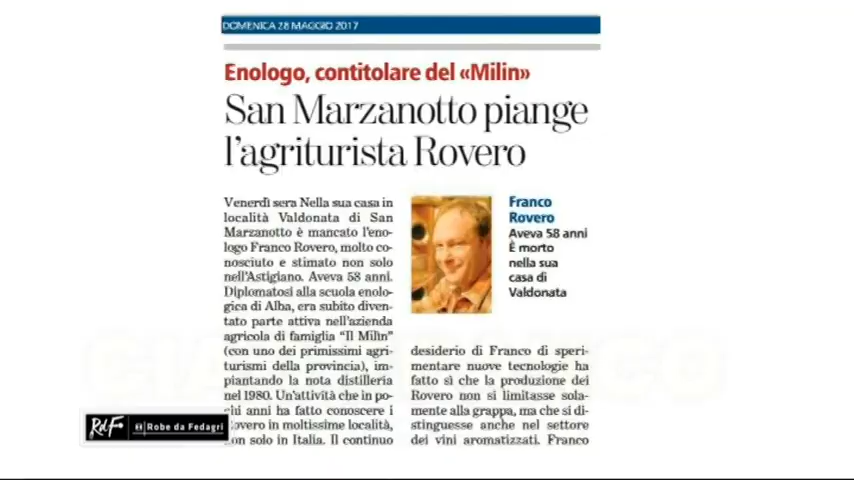 DOMENICA 28 MAGGIO 2017
Enologo, contitolare del «Milin»
San Marzanotto piange
l'agriturista Rovero
Venerdì sera Nella sua casa in
località Valdonata di San
Marzanotto è mancato l'eno-
logo Franco Rovero, molto co-
nosciuto e stimato non solo
nell'Astigiano. Aveva 58 anni.
Diplomatosi alla scuola enolo-
gica di Alba, era subito diven-
tato parte attiva nell'azienda
agricola di famiglia "Il Milin"
(con uno dei primissimi agri-
turismi della provincia), im-
piantando la nota distilleria
nel 1980. Un'attività che in po-
chi anni ha fatto conoscere i
Rovero in moltissime località,
non solo in Italia. Il continuo
Franco
Rovero
Aveva 58 anni
È morto
nella sua
casa di
Valdonata
desiderio di Franco di speri-
mentare nuove tecnologie ha
fatto sì che la produzione dei
Rovero non si limitasse sola-
mente alla grappa, ma che si di-
stinguesse anche nel settore
dei vini aromatizzati. Franco
RdF
Robe da Fedagri